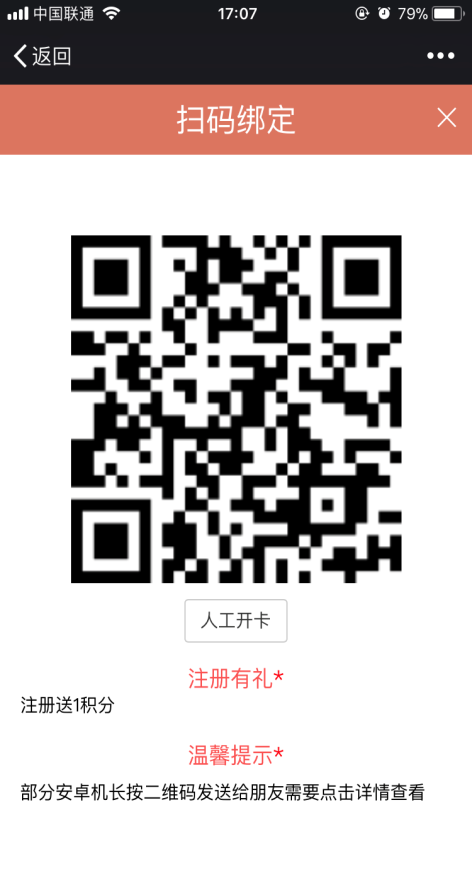 中国联通 17:07 79%
返回
扫码绑定
人工开卡
注册有礼*
注册送1积分
温馨提示*
部分安卓机长按二维码发送给朋友需要点击详情查看